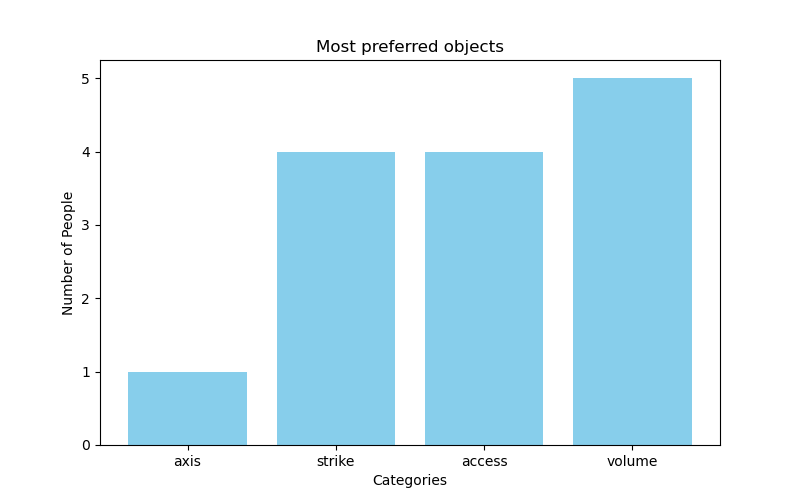 Most preferred objects
Number of People
5
4
3
2
1
0
axis strike access volume
Categories